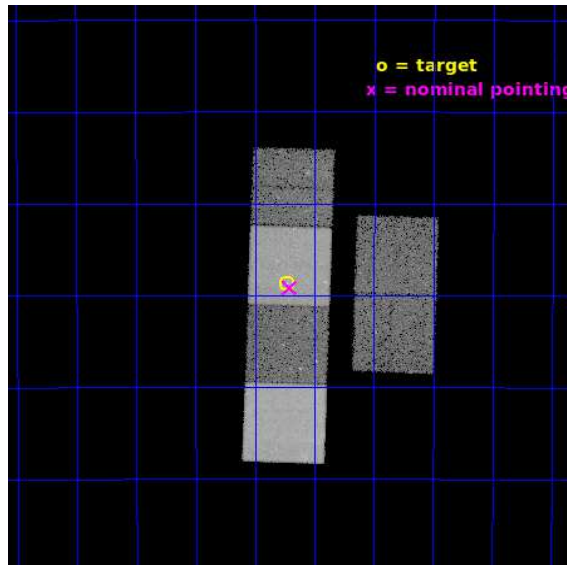 o = target
x = nominal pointing